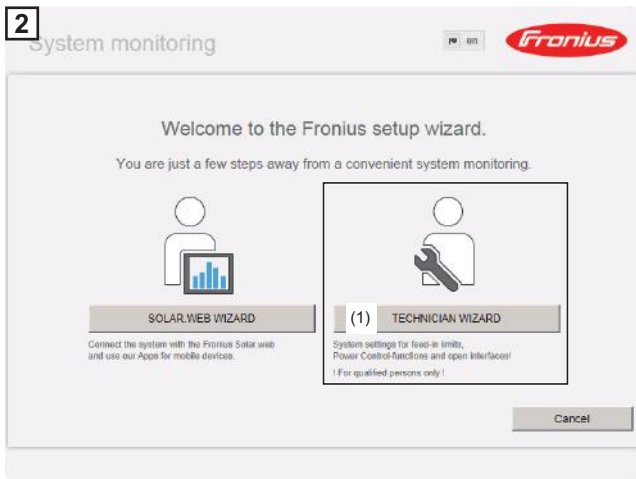 2
System monitoring
en
Fronius
Welcome to the Fronius setup wizard.
You are just a few steps away from a convenient system monitoring.
SOLAR.WEB WIZARD
(1) TECHNICIAN WIZARD
Connect the system with the Fronius Solar.web
and use our Apps for mobile devices.
System settings for feed-in limits,
Power Control-functions and open interfaces!
! For qualified persons only !
Cancel